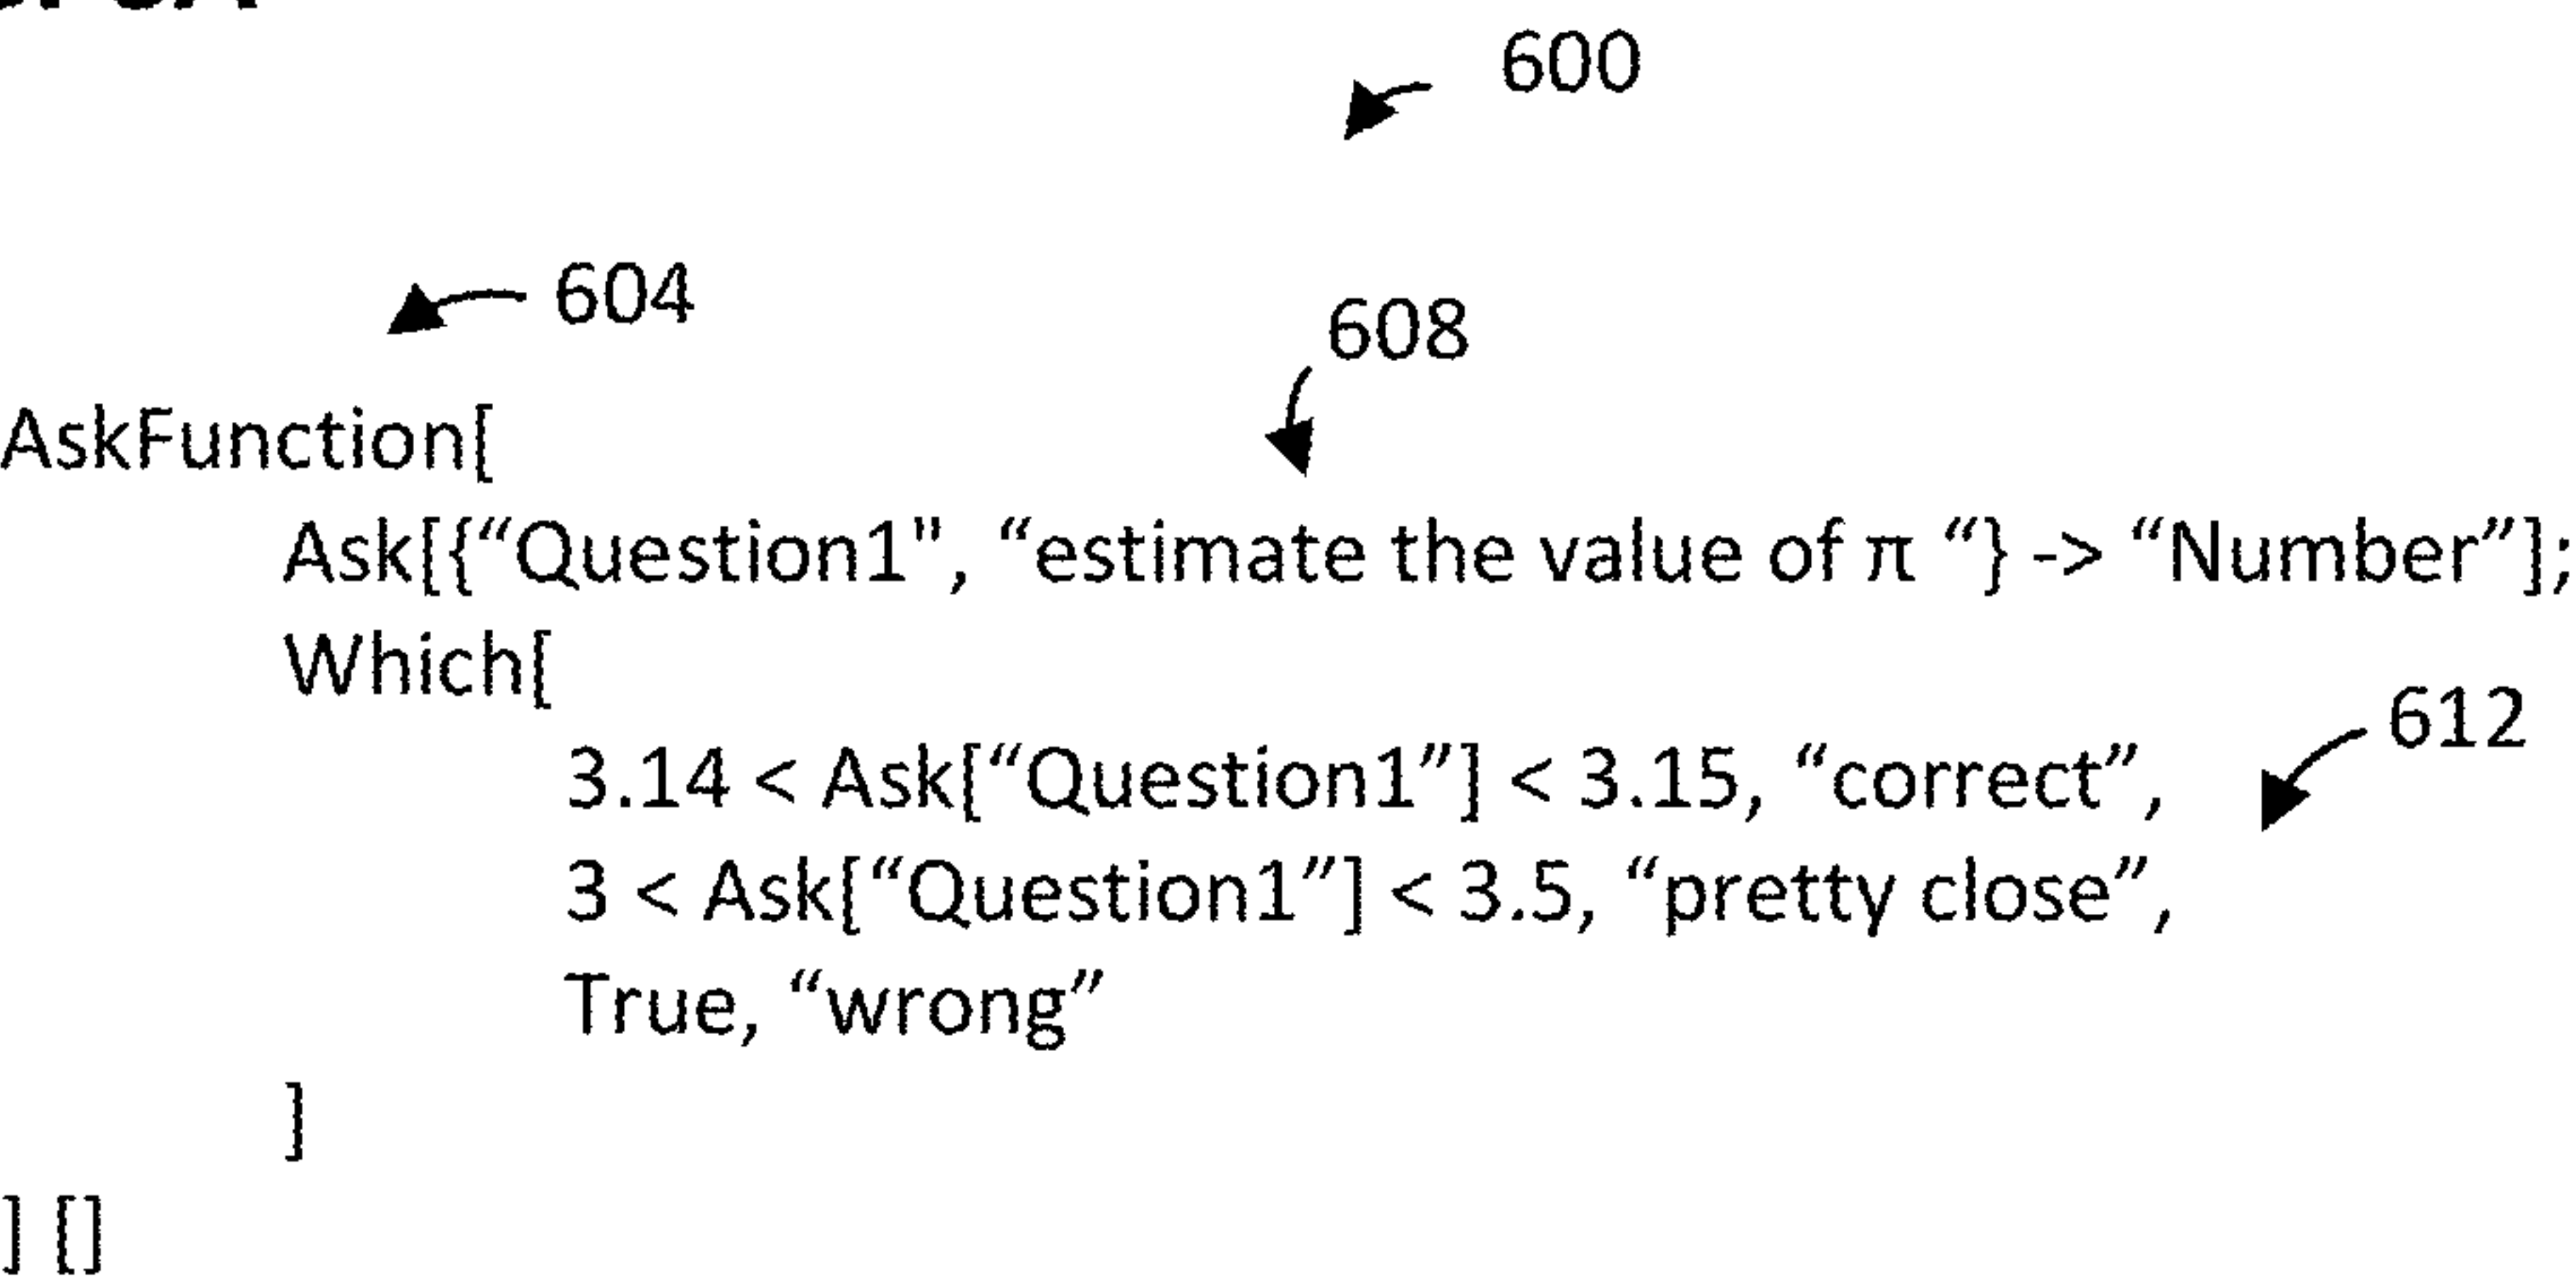 600
604
608
AskFunction[
Ask[{“Question1", “estimate the value of π “} -> “Number”];
Which[
612
3.14 < Ask[“Question1”] < 3.15, “correct”,
3 < Ask[“Question1”] < 3.5, “pretty close”,
True, “wrong”
]
] []